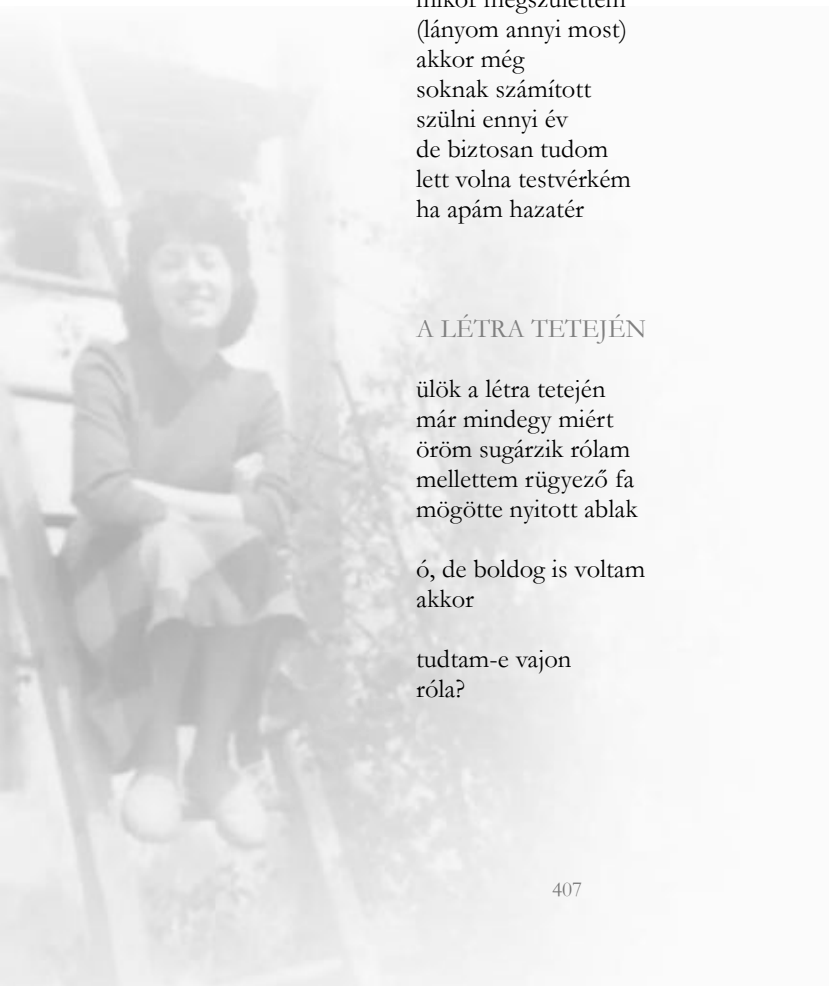 mikor megszülettem
(lányom annyi most)
akkor még
soknak számított
szülni ennyi év
de biztosan tudom
lett volna testvérkém
ha apám hazatér
A LÉTRA TETEJÉN
ülök a létra tetején
már mindegy miért
öröm sugárzik rólam
mellettem rügyező fa
mögötte nyitott ablak
ó, de boldog is voltam
akkor
tudtam-e vajon
róla?
407